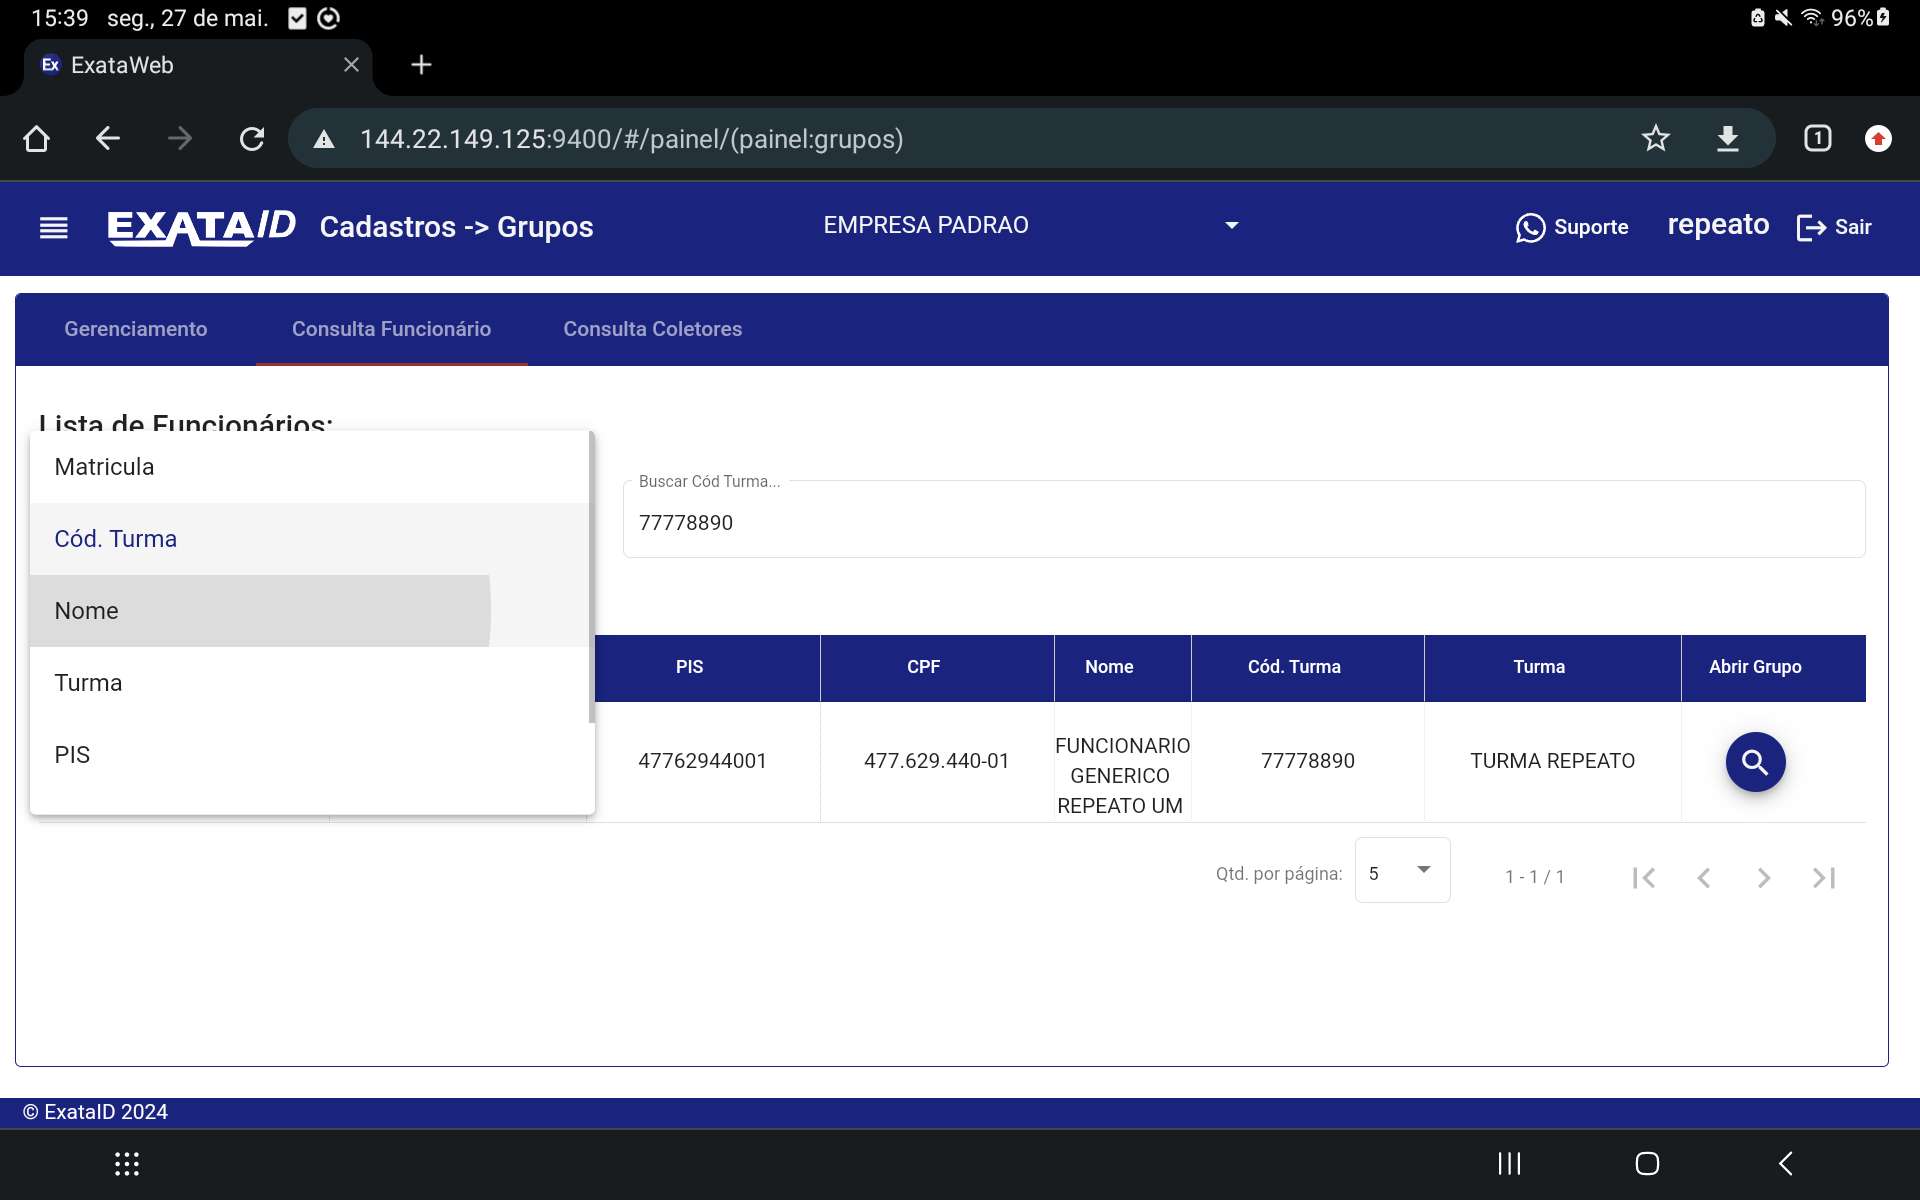 15:39 seg., 27 de mai.
96%
Ex ExataWeb
144.22.149.125:9400/#/painel/(painel:grupos)
1
EXATAID Cadastros -> Grupos EMPRESA PADRAO Suporte repeato Sair
Gerenciamento Consulta Funcionário Consulta Coletores
Lista de Funcionários:
Matricula
Cód. Turma
Nome
Turma
PIS
Buscar Cód Turma...
77778890
PIS CPF Nome Cód. Turma Turma Abrir Grupo
47762944001 477.629.440-01 FUNCIONARIO GENERICO REPEATO UM 77778890 TURMA REPEATO
Qtd. por página: 5 1 - 1 / 1
© ExataID 2024